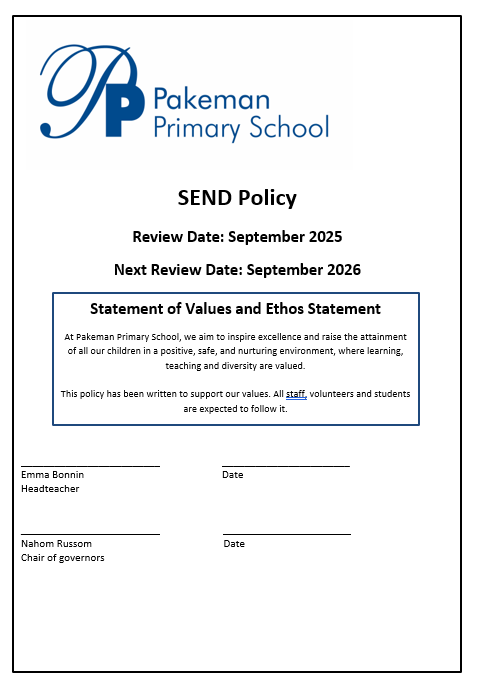 Pakeman
Primary School
SEND Policy
Review Date: September 2025
Next Review Date: September 2026
Statement of Values and Ethos Statement
At Pakeman Primary School, we aim to inspire excellence and raise the attainment
of all our children in a positive, safe, and nurturing environment, where learning,
teaching and diversity are valued.
This policy has been written to support our values. All staff, volunteers and students
are expected to follow it.
Emma Bonnin Date
Headteacher
Nahom Russom Date
Chair of governors